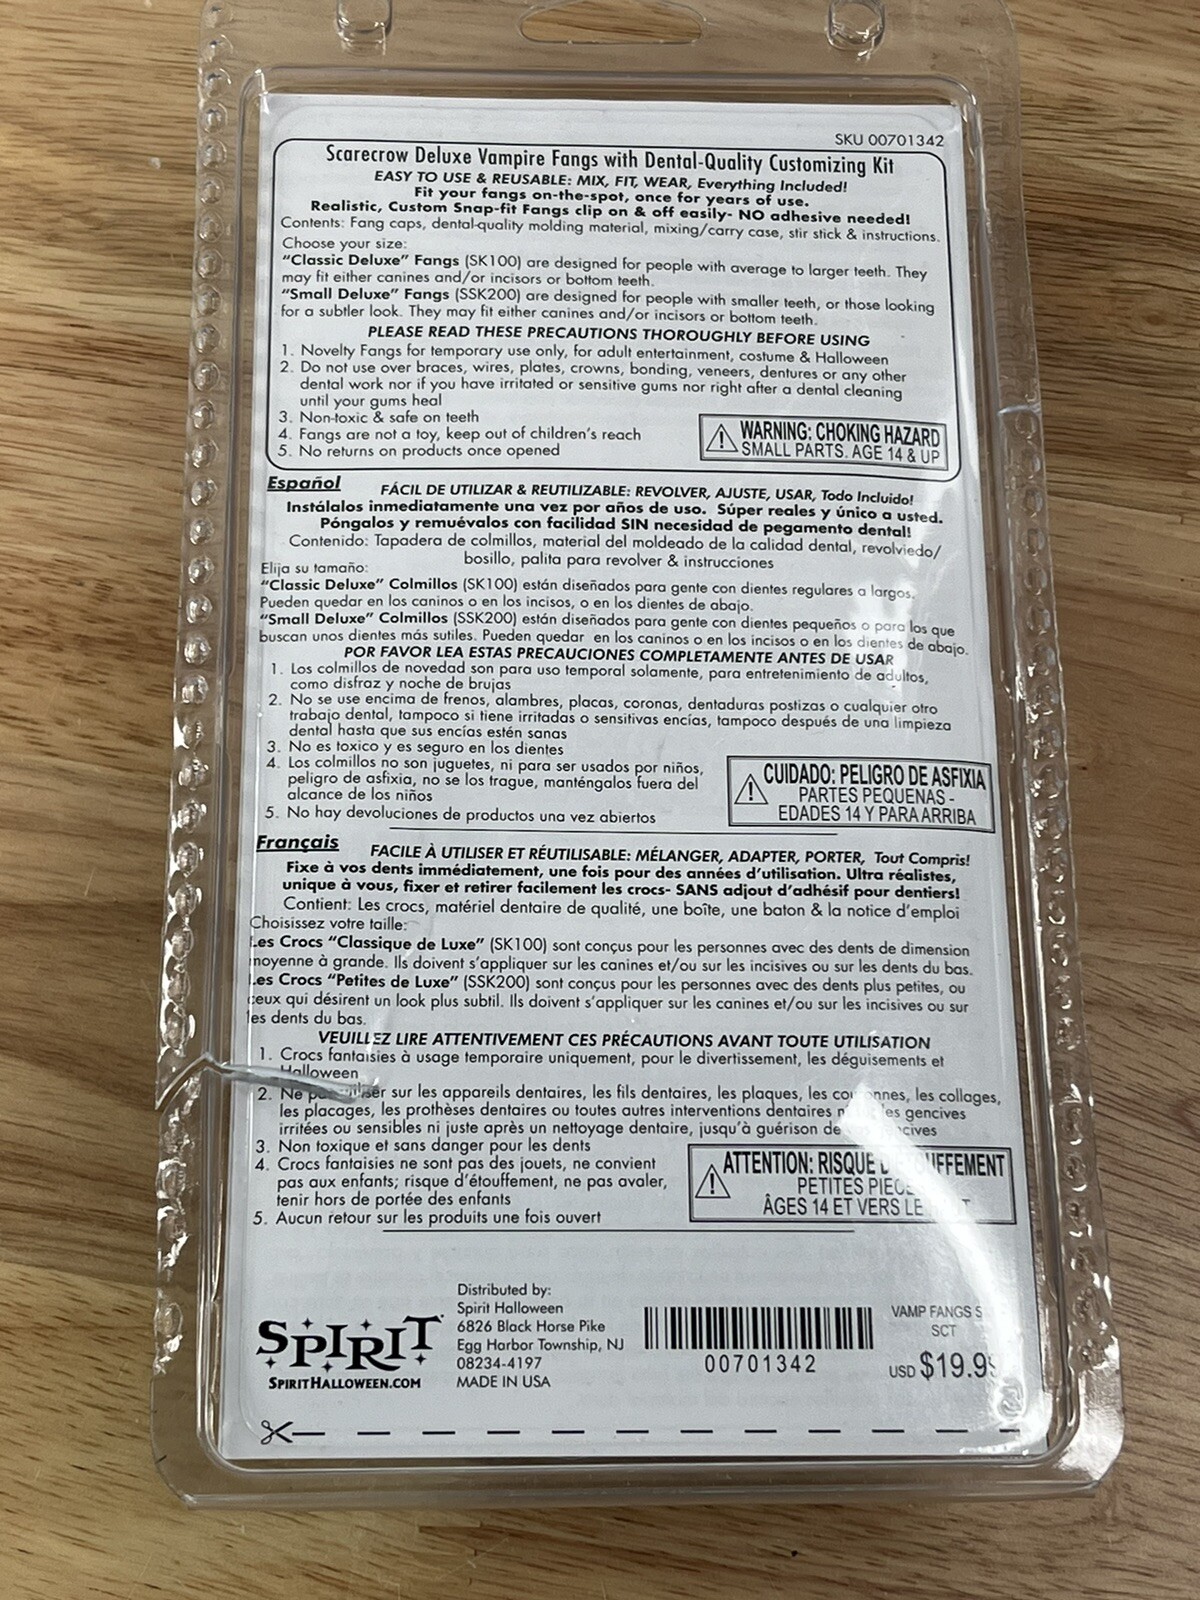 SKU 00701342
Scarecrow Deluxe Vampire Fangs with Dental-Quality Customizing Kit
EASY TO USE & REUSABLE: MIX, FIT, WEAR, Everything Included!
Fit your fangs on-the-spot, once for years of use.
Realistic, Custom Snap-fit Fangs clip on & off easily- NO adhesive needed!
Contents: Fang caps, dental-quality molding material, mixing/carry case, stir stick & instructions.
Choose your size:
"Classic Deluxe" Fangs (SK100) are designed for people with average to larger teeth. They
may fit either canines and/or incisors or bottom teeth.
"Small Deluxe" Fangs (SSK200) are designed for people with smaller teeth, or those looking
for a subtler look. They may fit either canines and/or incisors or bottom teeth.
PLEASE READ THESE PRECAUTIONS THOROUGHLY BEFORE USING
1. Novelty Fangs for temporary use only, for adult entertainment, costume & Halloween
2. Do not use over braces, wires, plates, crowns, bonding, veneers, dentures or any other
dental work nor if you have irritated or sensitive gums nor right after a dental cleaning
until your gums heal
3. Non-toxic & safe on teeth
4. Fangs are not a toy, keep out of children's reach
5. No returns on products once opened
WARNING: CHOKING HAZARD
SMALL PARTS. AGE 14 & UP
Español
FÁCIL DE UTILIZAR & REUTILIZABLE: REVOLVER, AJUSTE, USAR, Todo Incluido!
Instálalos inmediatamente una vez por años de uso. Súper reales y único a usted.
Póngalos y remuévalos con facilidad SIN necesidad de pegamento dental!
Contenido: Tapadera de colmillos, material del moldeado de la calidad dental, revolviedo/
bosillo, palita para revolver & instrucciones
Elija su tamaño:
"Classic Deluxe" Colmillos (SK100) están diseñados para gente con dientes regulares a largos.
Pueden quedar en los caninos o en los incisos, o en los dientes de abajo.
"Small Deluxe" Colmillos (SSK200) están diseñados para gente con dientes pequeños o para los que
buscan unos dientes más sutiles. Pueden quedar en los caninos o en los incisos o en los dientes de abajo.
POR FAVOR LEA ESTAS PRECAUCIONES COMPLETAMENTE ANTES DE USAR
1. Los colmillos de novedad son para uso temporal solamente, para entretenimiento de adultos,
como disfraz y noche de brujas
2. No se use encima de frenos, alambres, placas, coronas, dentaduras postizas o cualquier otro
trabajo dental, tampoco si tiene irritadas o sensitivas encías, tampoco después de una limpieza
dental hasta que sus encías estén sanas
3. No es toxico y es seguro en los dientes
4. Los colmillos no son juguetes, ni para ser usados por niños,
peligro de asfixia, no se los trague, manténgalos fuera del
alcance de los niños
5. No hay devoluciones de productos una vez abiertos
CUIDADO: PELIGRO DE ASFIXIA
PARTES PEQUENAS -
EDADES 14 Y PARA ARRIBA
Français
FACILE À UTILISER ET RÉUTILISABLE: MÉLANGER, ADAPTER, PORTER, Tout Compris!
Fixe à vos dents immédiatement, une fois pour des années d'utilisation. Ultra réalistes,
unique à vous, fixer et retirer facilement les crocs- SANS adjout d'adhésif pour dentiers!
Contient: Les crocs, matériel dentaire de qualité, une boîte, une baton & la notice d'emploi
Choisissez votre taille:
Les Crocs "Classique de Luxe" (SK100) sont conçus pour les personnes avec des dents de dimension
moyenne à grande. Ils doivent s'appliquer sur les canines et/ou sur les incisives ou sur les dents du bas.
Les Crocs "Petites de Luxe" (SSK200) sont conçus pour les personnes avec des dents plus petites, ou
ceux qui désirent un look plus subtil. Ils doivent s'appliquer sur les canines et/ou sur les incisives ou sur
les dents du bas.
VEUILLEZ LIRE ATTENTIVEMENT CES PRÉCAUTIONS AVANT TOUTE UTILISATION
1. Crocs fantaisies à usage temporaire uniquement, pour le divertissement, les déguisements et
Halloween
2. Ne pas utiliser sur les appareils dentaires, les fils dentaires, les plaques, les couronnes, les collages,
les placages, les prothèses dentaires ou toutes autres interventions dentaires les gencives
irritées ou sensibles ni juste après un nettoyage dentaire, jusqu'à guérison de gencives
3. Non toxique et sans danger pour les dents
4. Crocs fantaisies ne sont pas des jouets, ne convient
pas aux enfants; risque d'étouffement, ne pas avaler,
tenir hors de portée des enfants
5. Aucun retour sur les produits une fois ouvert
ATTENTION: RISQUE D'ETOUFFEMENT
PETITES
ÂGES 14 ET VERS LE
SPIRIT
SPIRITHALLOWEEN.COM
Distributed by:
Spirit Halloween
6826 Black Horse Pike
Egg Harbor Township, NJ
08234-4197
MADE IN USA
00701342
VAMP FANGS
SCT
USD $19.99